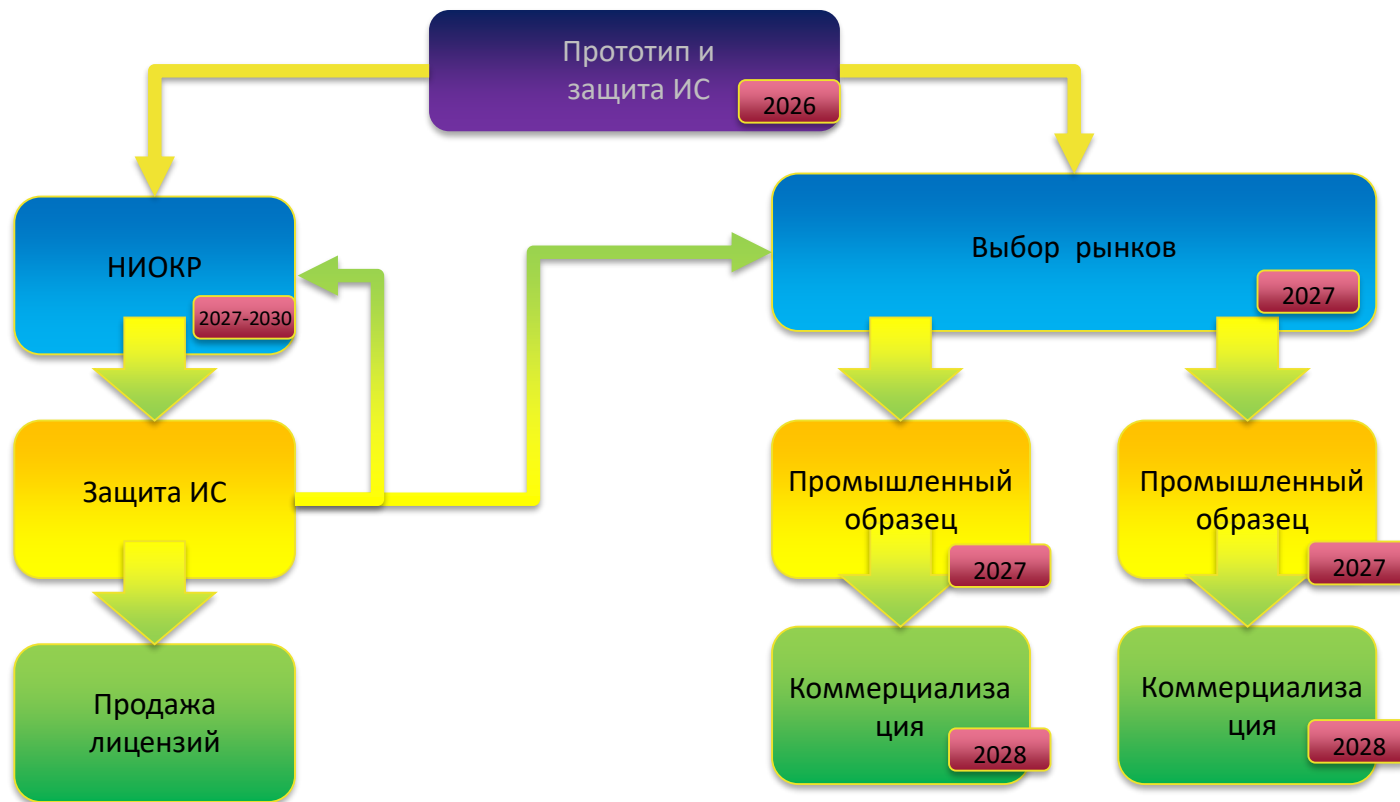 Прототип и
защита ИС
2026
НИОКР
2027-2030
Выбор рынков
2027
Защита ИС
Промышленный
образец
2027
Промышленный
образец
2027
Продажа
лицензий
Коммерциализа
ция
2028
Коммерциализа
ция
2028